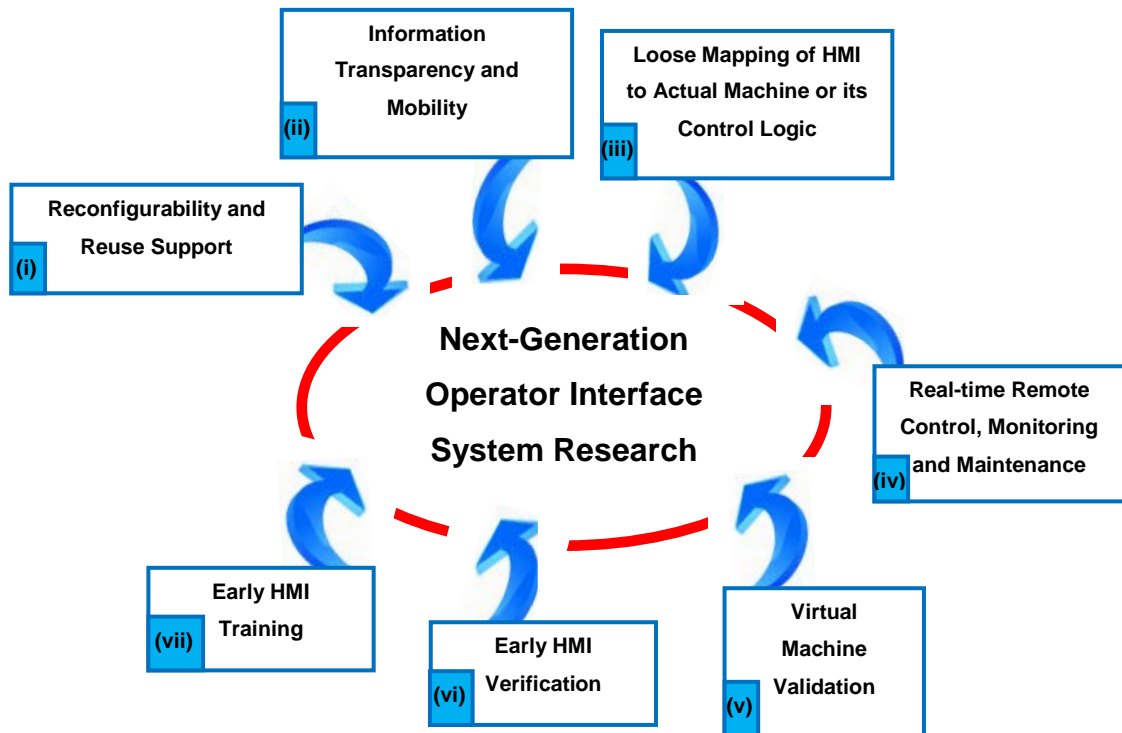 Information
Transparency and
Mobility
(ii)
Loose Mapping of HMI
to Actual Machine or its
Control Logic
(iii)
Reconfigurability and
Reuse Support
(i)
Next-Generation
Operator Interface
System Research
Real-time Remote
Control, Monitoring
and Maintenance
(iv)
Early HMI
Training
(vii)
Early HMI
Verification
(vi)
Virtual
Machine
Validation
(v)